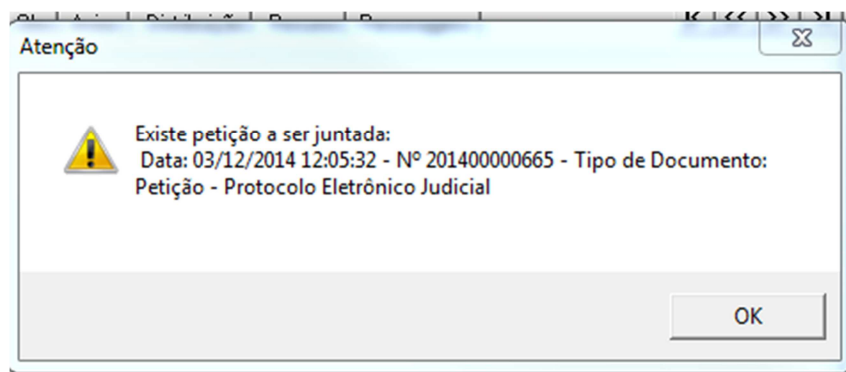 Atenção
Existe petição a ser juntada:
Data: 03/12/2014 12:05:32 - Nº 201400000665 - Tipo de Documento:
Petição - Protocolo Eletrônico Judicial
OK